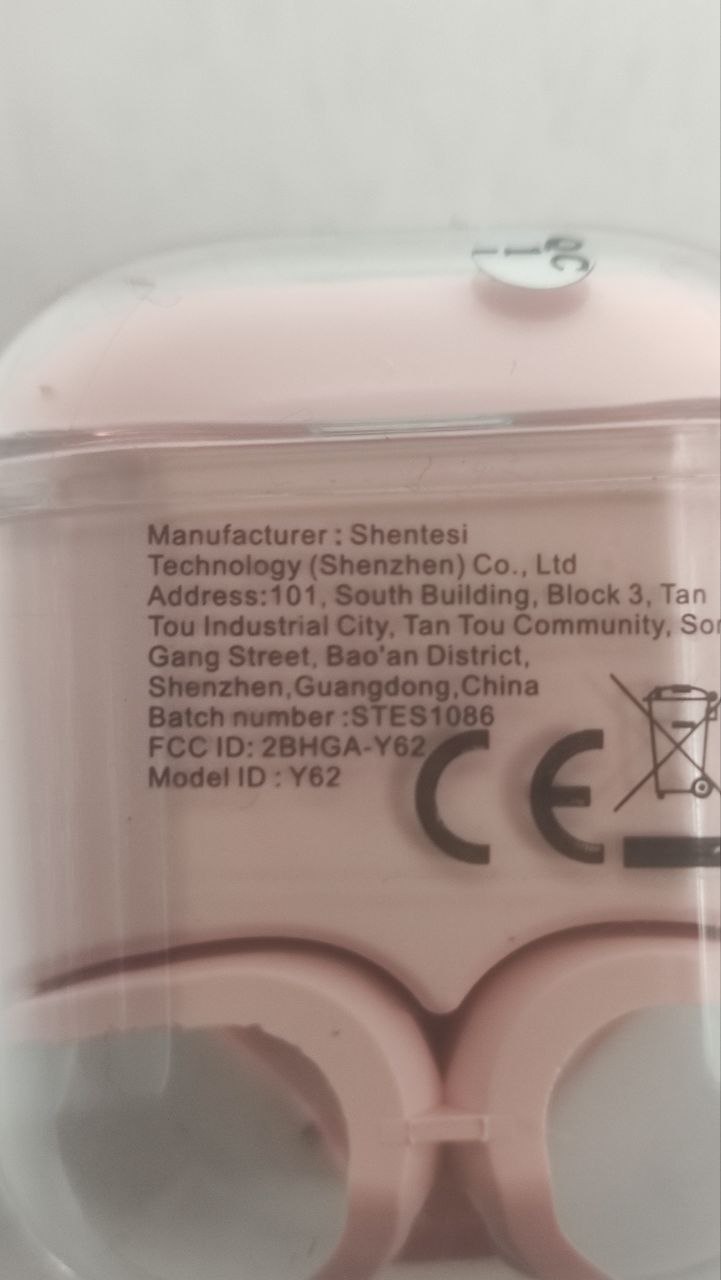 QC
1
Manufacturer : Shentesi
Technology (Shenzhen) Co., Ltd
Address:101, South Building, Block 3, Tan
Tou Industrial City, Tan Tou Community,
Gang Street, Bao'an District,
Shenzhen,Guangdong,China
Batch number :STES1086
FCC ID: 2BHGA-Y62
Model ID : Y62
CE